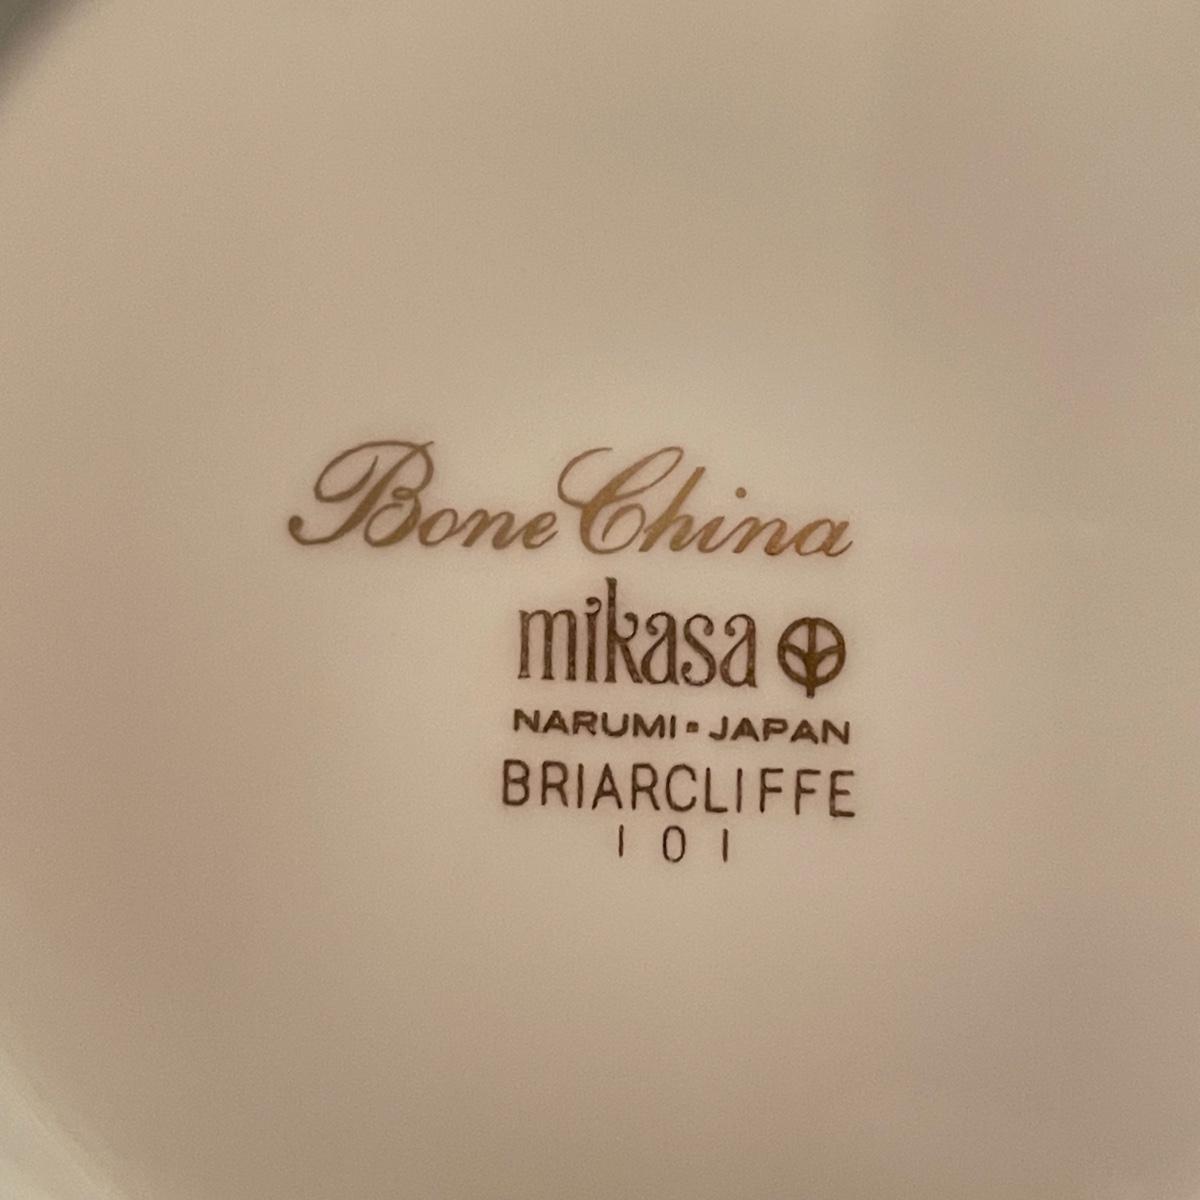 Bone China
mikasa
NARUMI▪JAPAN
BRIARCLIFFE
101